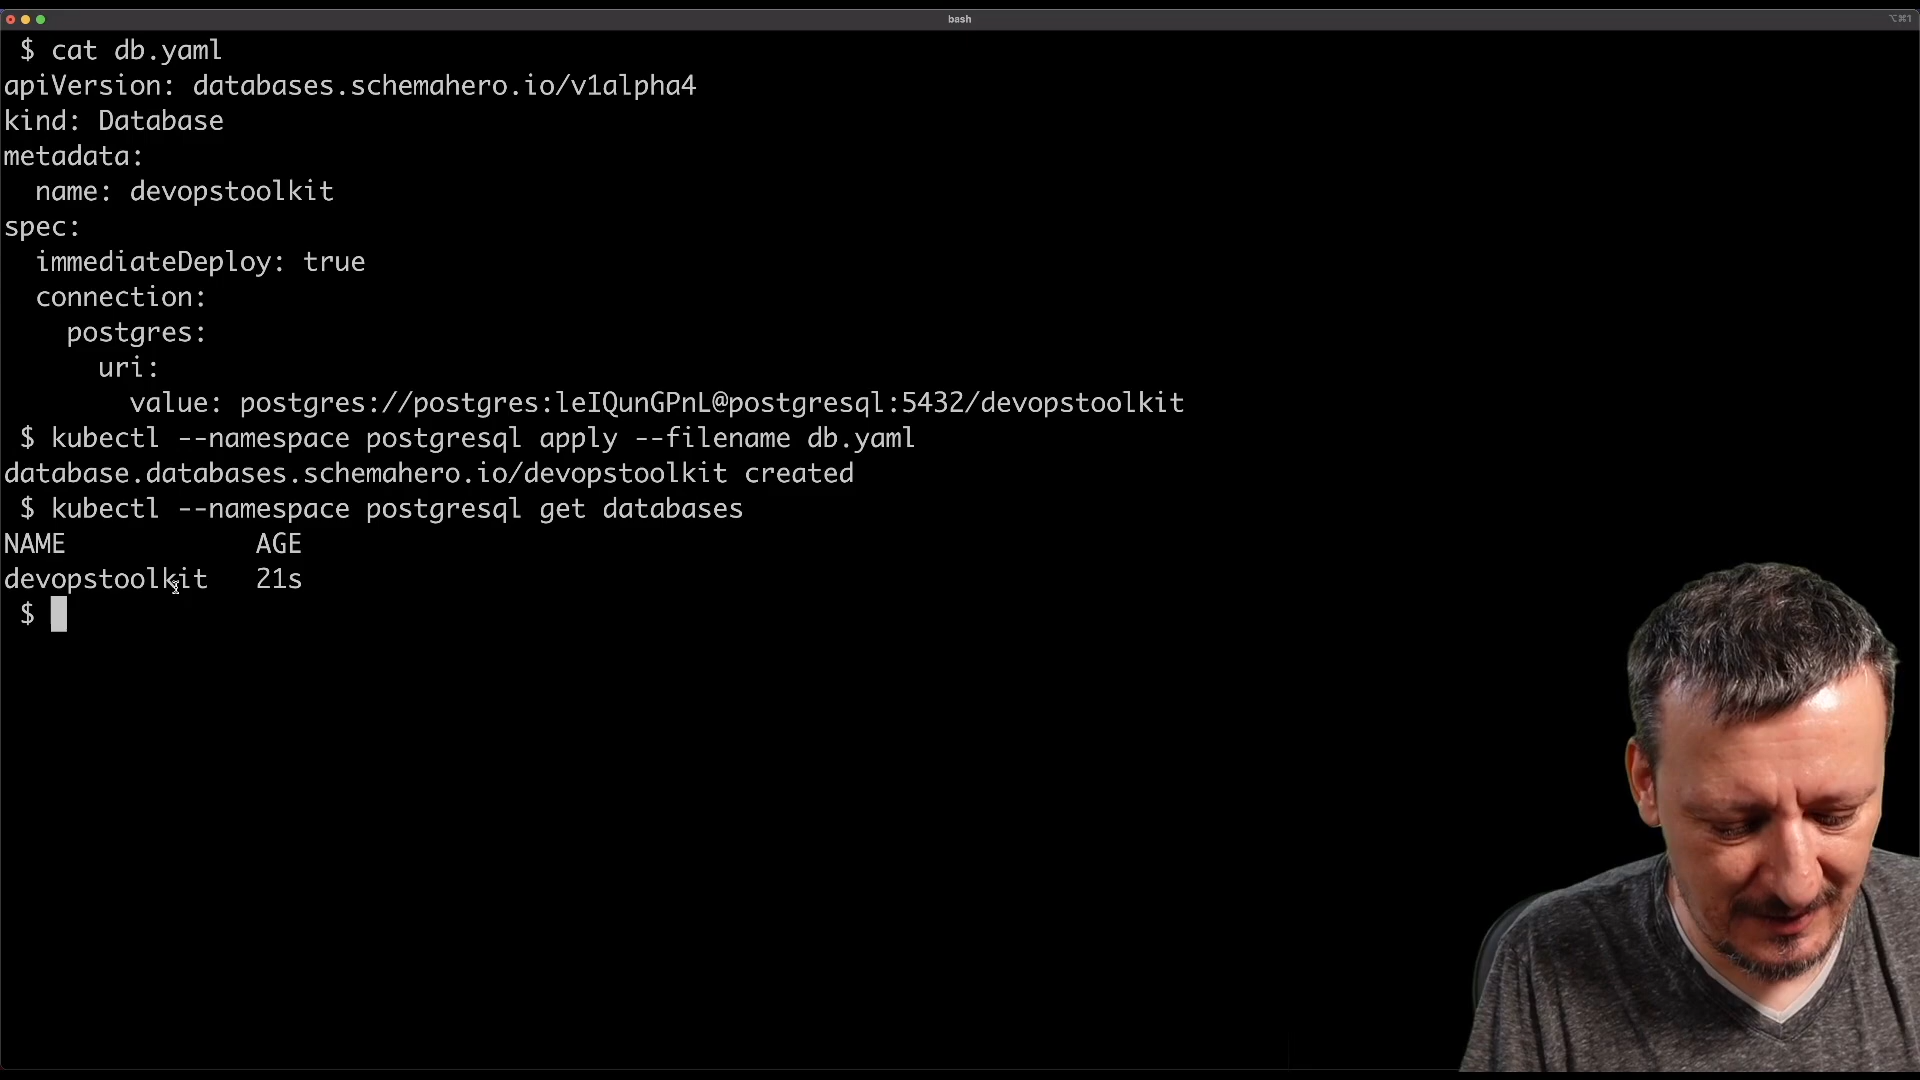 bash
⌥⌘1
$ cat db.yaml
apiVersion: databases.schemahero.io/v1alpha4
kind: Database
metadata:
  name: devopstoolkit
spec:
  immediateDeploy: true
  connection:
    postgres:
      uri:
        value: postgres://postgres:leIQunGPnL@postgresql:5432/devopstoolkit
$ kubectl --namespace postgresql apply --filename db.yaml
database.databases.schemahero.io/devopstoolkit created
$ kubectl --namespace postgresql get databases
NAME            AGE
devopstoolkit   21s
$